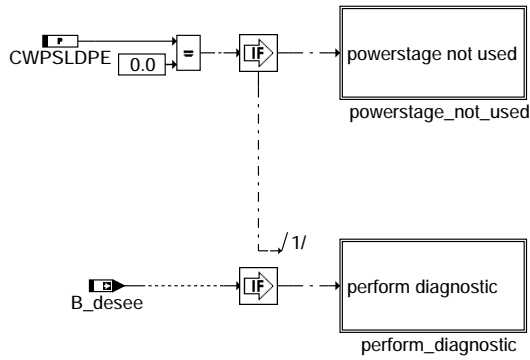 P
CWPSLDPE
0.0
=
IF
powerstage not used
powerstage_not_used
/1/
B_desee
IF
perform diagnostic
perform_diagnostic